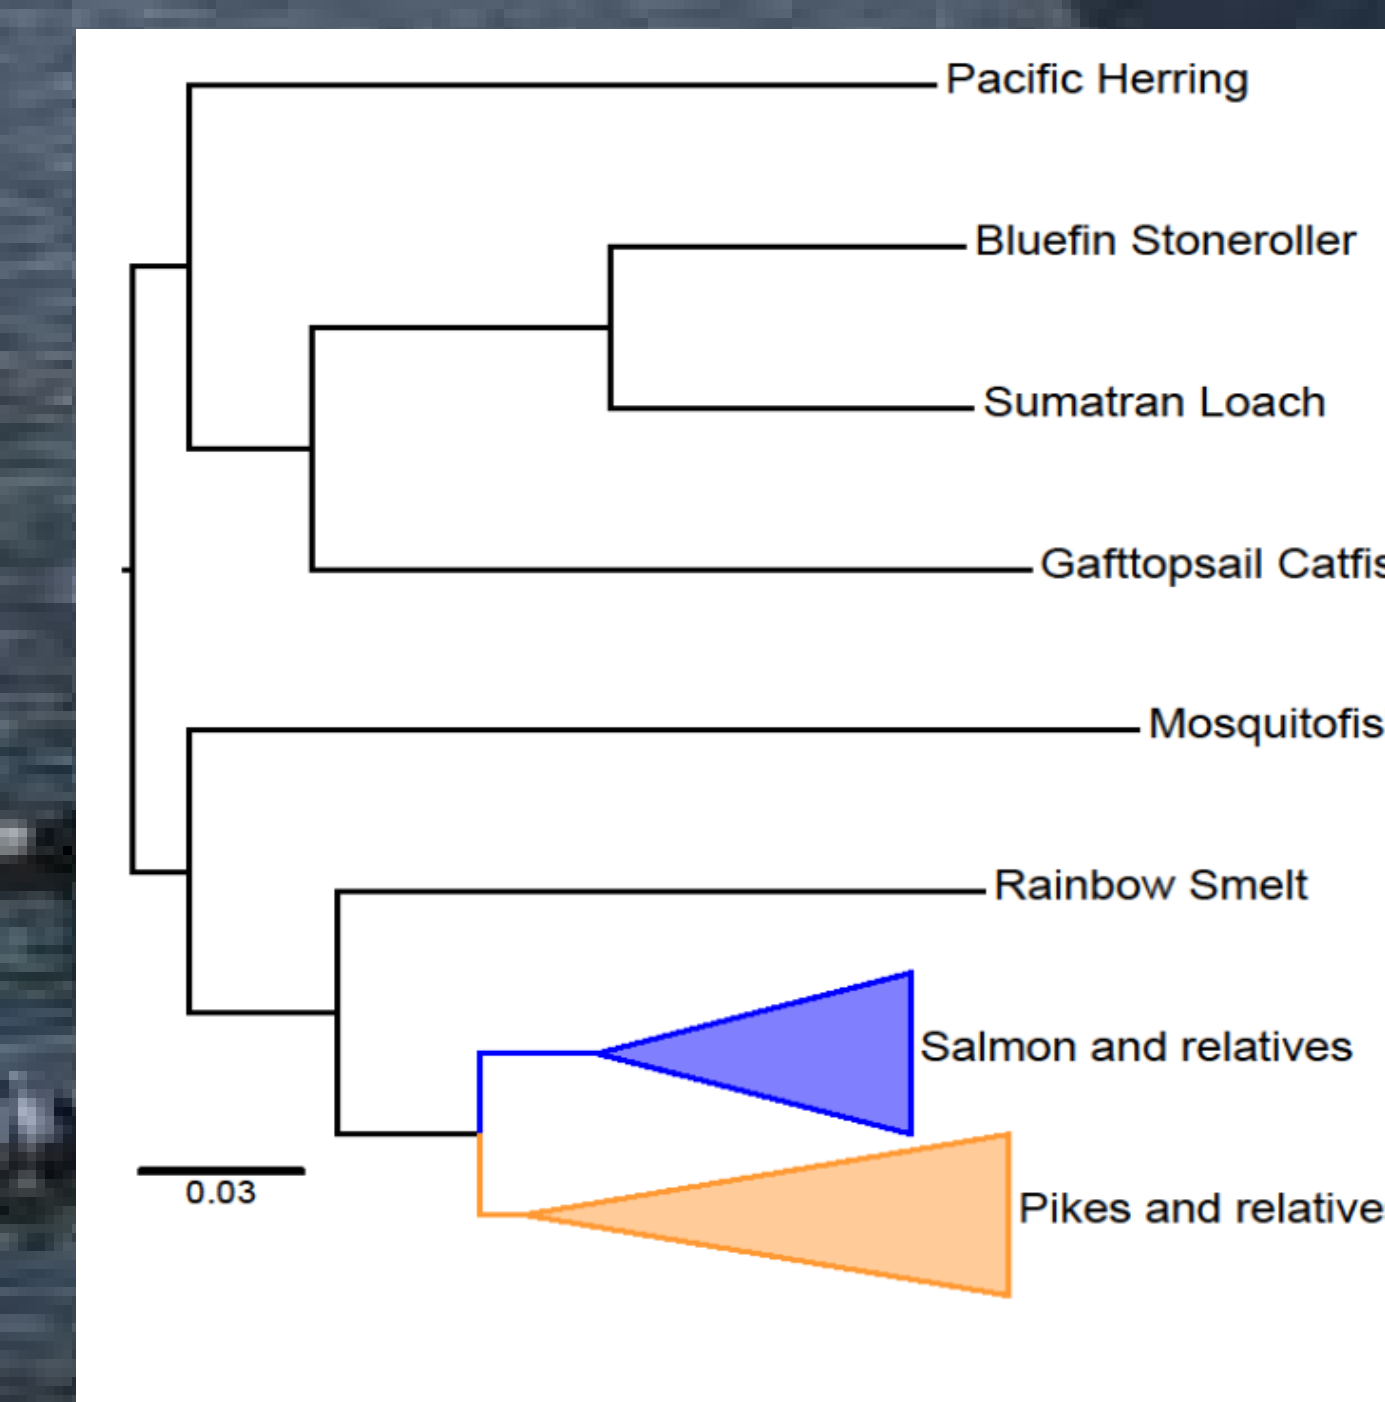 Pacific Herring
Bluefin Stoneroller
Sumatran Loach
Gafttopsail Catfis
Mosquitofis
Rainbow Smelt
Salmon and relatives
Pikes and relative
0.03